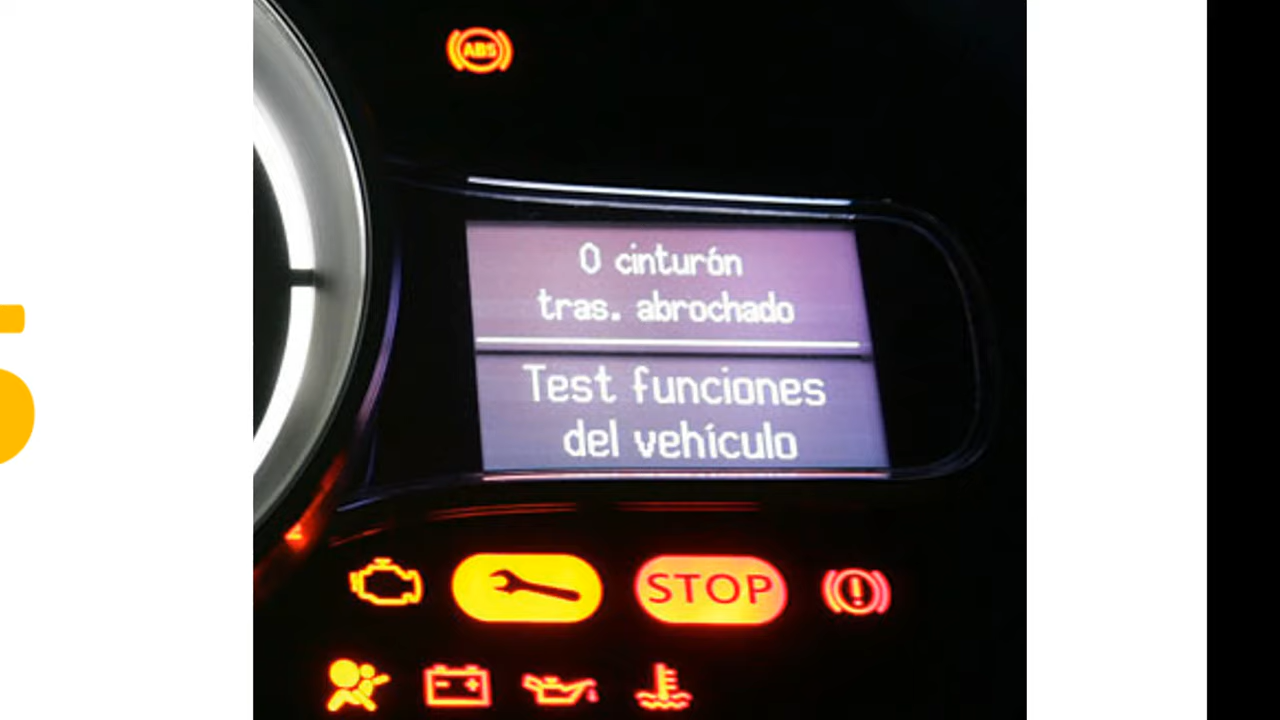 ABS
0 cinturón
tras. abrochado
Test funciones
del vehículo
STOP